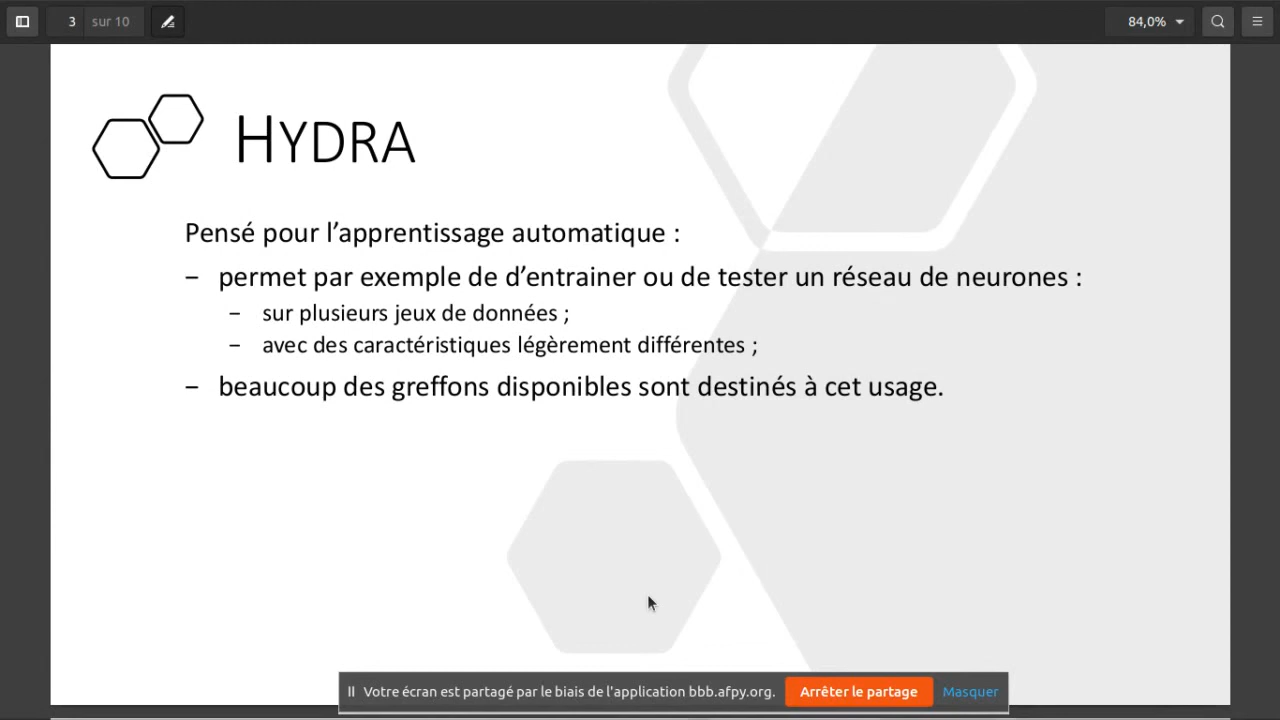 3 sur 10
84,0%
HYDRA
Pensé pour l’apprentissage automatique :
− permet par exemple de d’entrainer ou de tester un réseau de neurones :
− sur plusieurs jeux de données ;
− avec des caractéristiques légèrement différentes ;
− beaucoup des greffons disponibles sont destinés à cet usage.
Votre écran est partagé par le biais de l'application bbb.afpy.org. Arrêter le partage Masquer